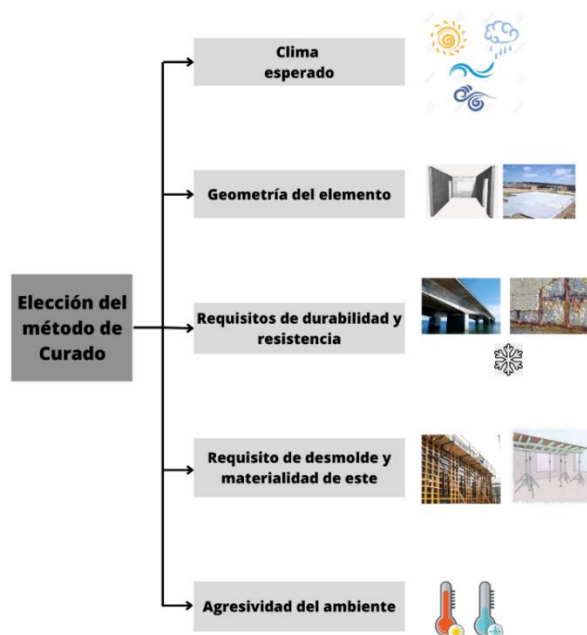 Clima
esperado
Geometría del elemento
Elección del
método de
Curado
Requisitos de durabilidad y
resistencia
Requisito de desmolde y
materialidad de este
Agresividad del ambiente